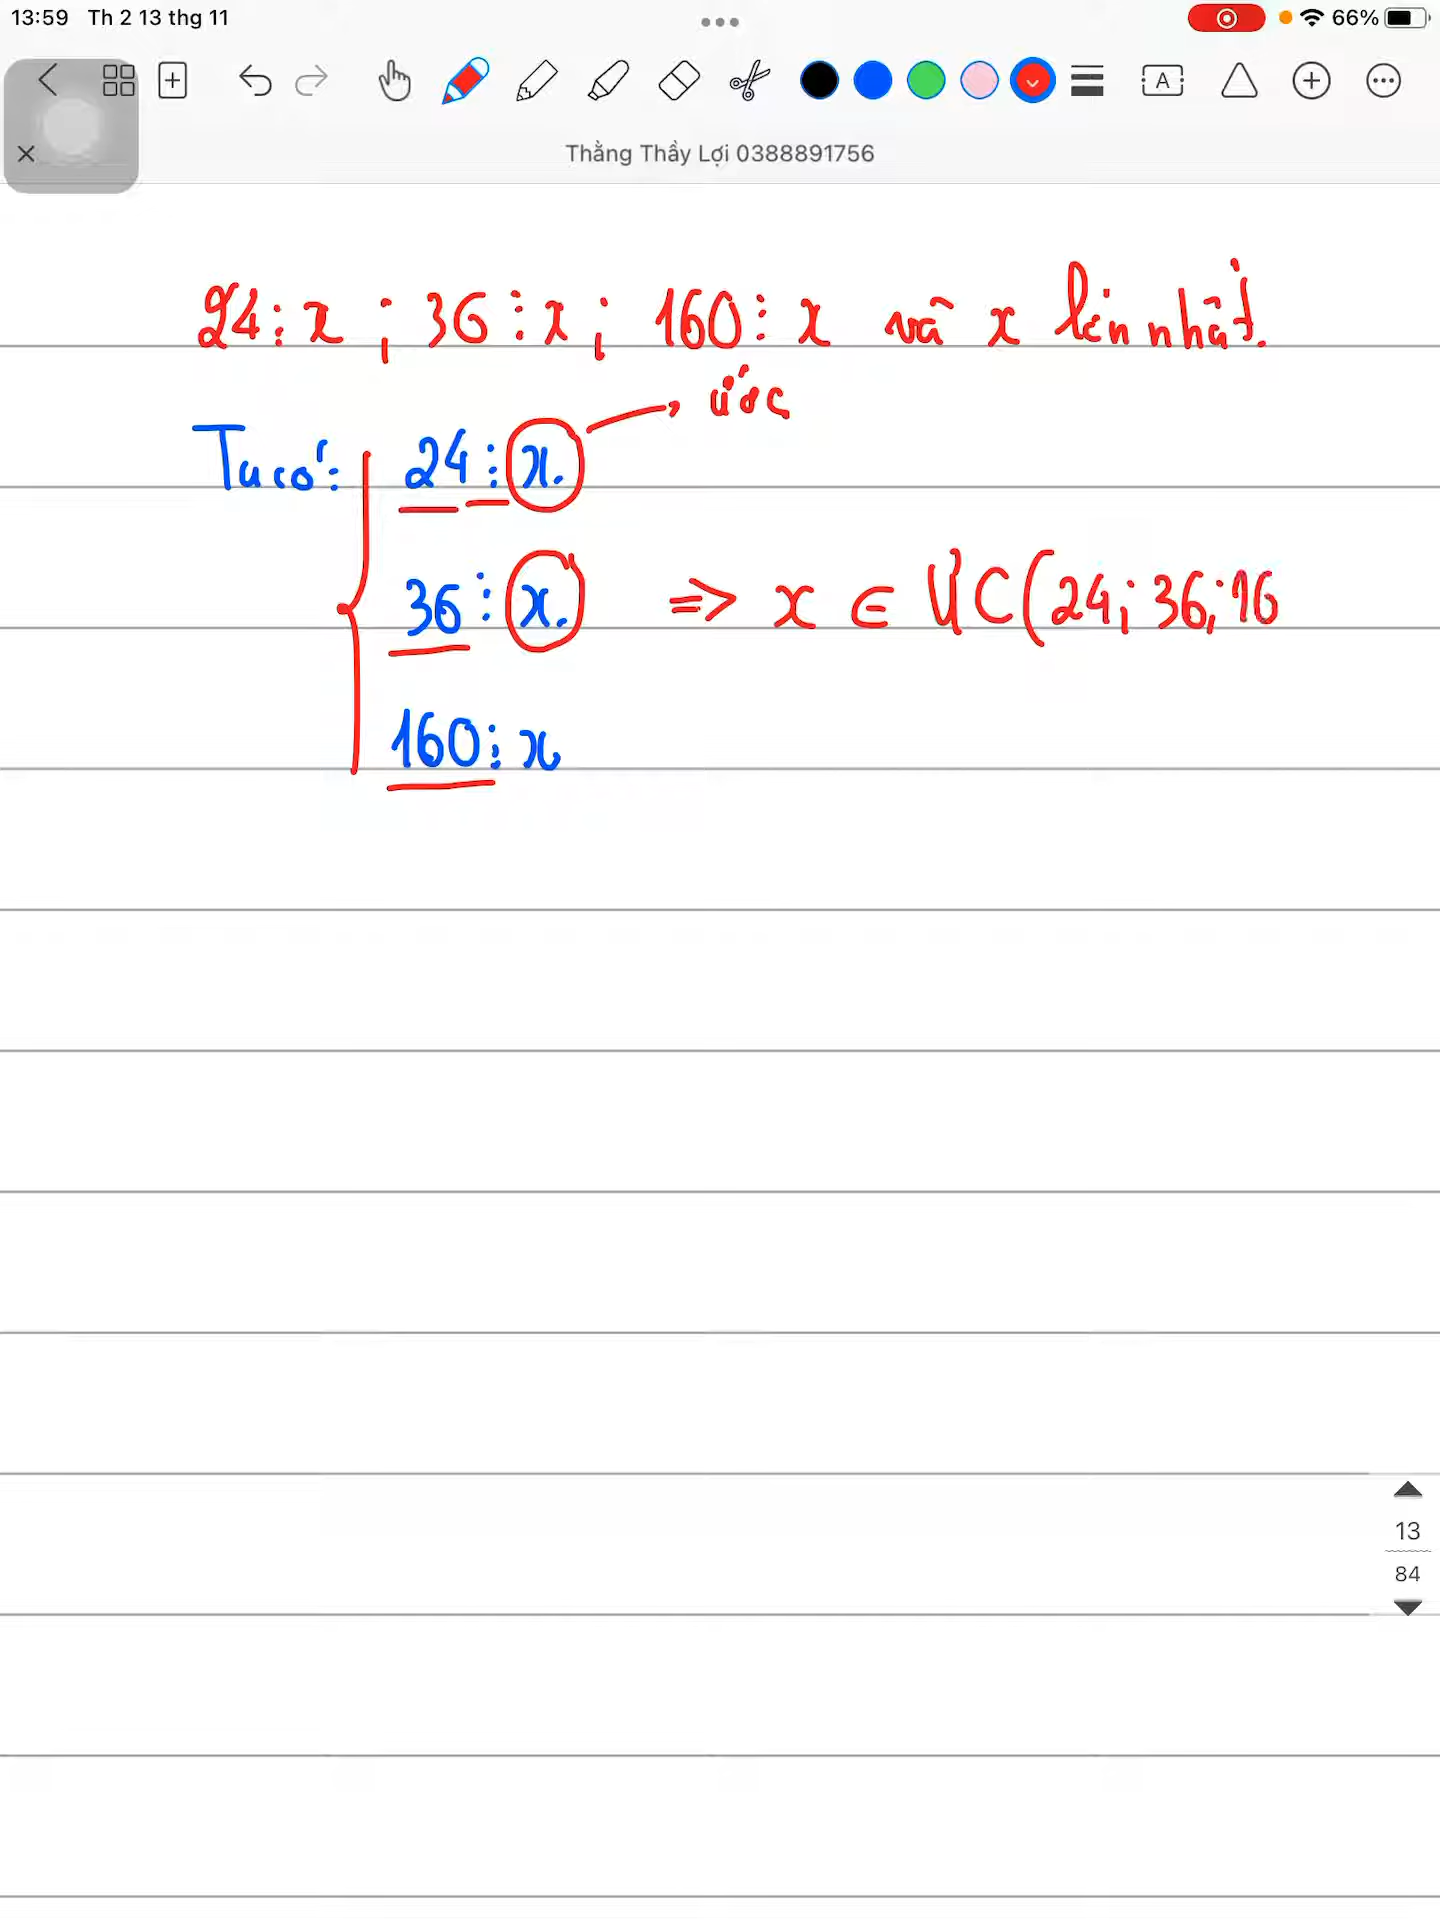 13:59 Th 2 13 thg 11 66%
A
Thằng Thầy Lợi 0388891756
24⋮x ; 36⋮x ; 160⋮x và x lớn nhất.
ước
Ta có: 24⋮x.
36⋮x. => x ∈ ƯC(24; 36; 16
160⋮x
13
84